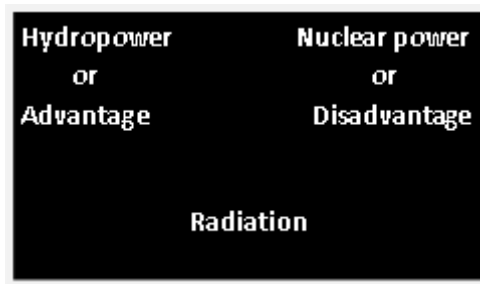 Hydropower Nuclear power
or or
Advantage Disadvantage
Radiation